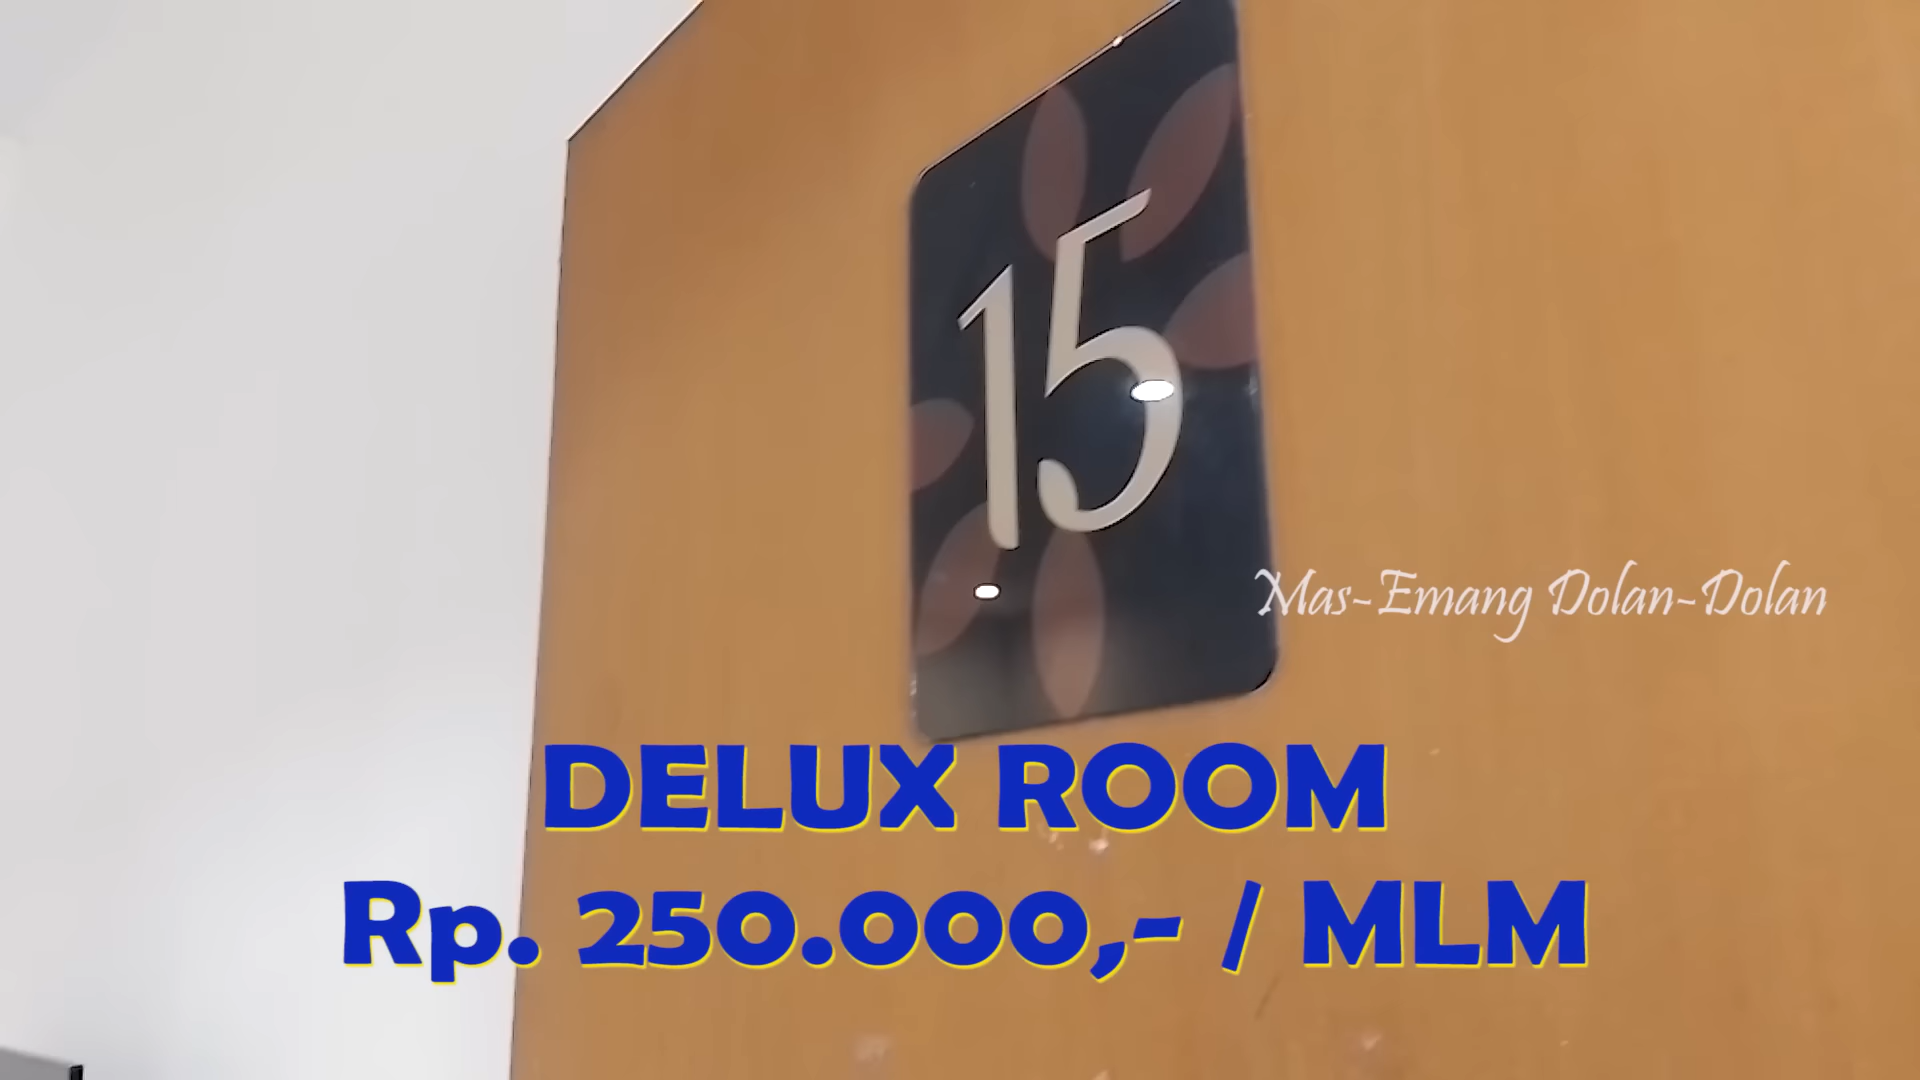 15
Mas-Emang Dolan-Dolan
DELUX ROOM
Rp. 250.000,- / MLM